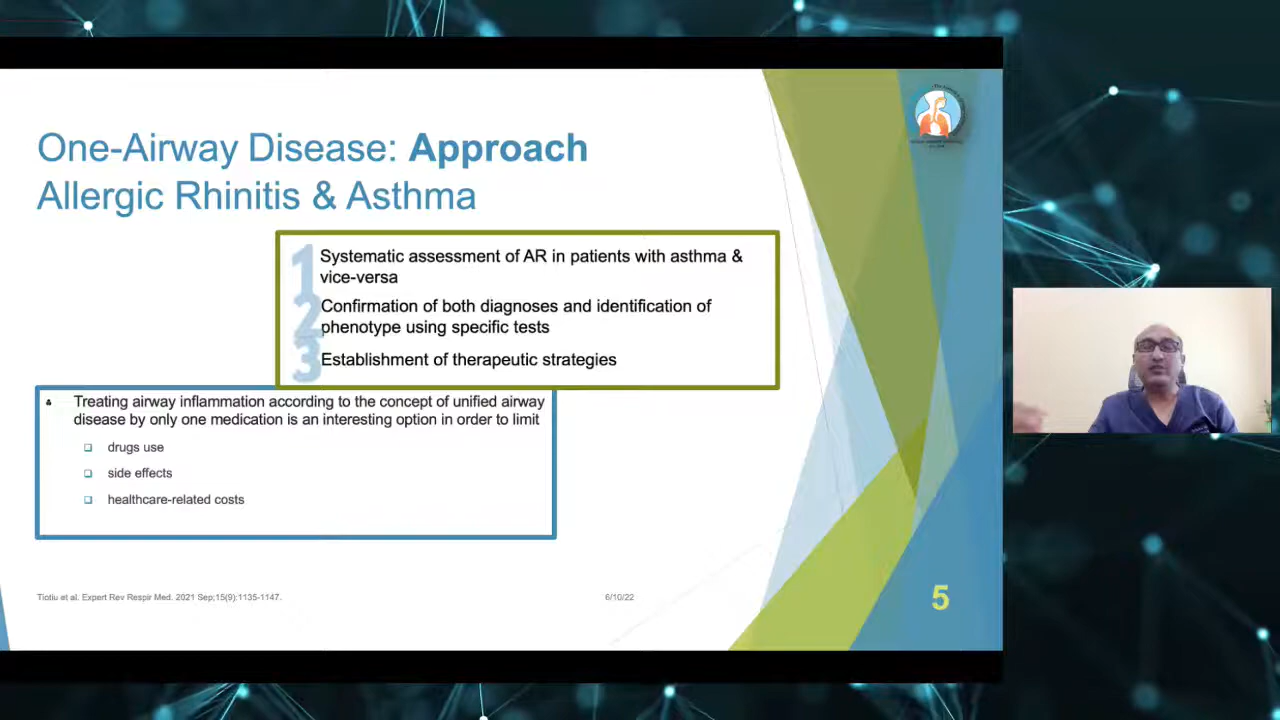 One-Airway Disease: Approach
Allergic Rhinitis & Asthma
1 Systematic assessment of AR in patients with asthma &
vice-versa
2 Confirmation of both diagnoses and identification of
phenotype using specific tests
3 Establishment of therapeutic strategies
Treating airway inflammation according to the concept of unified airway
disease by only one medication is an interesting option in order to limit
drugs use
side effects
healthcare-related costs
Tiotiu et al. Expert Rev Respir Med. 2021 Sep;15(9):1135-1147.
6/10/22
5